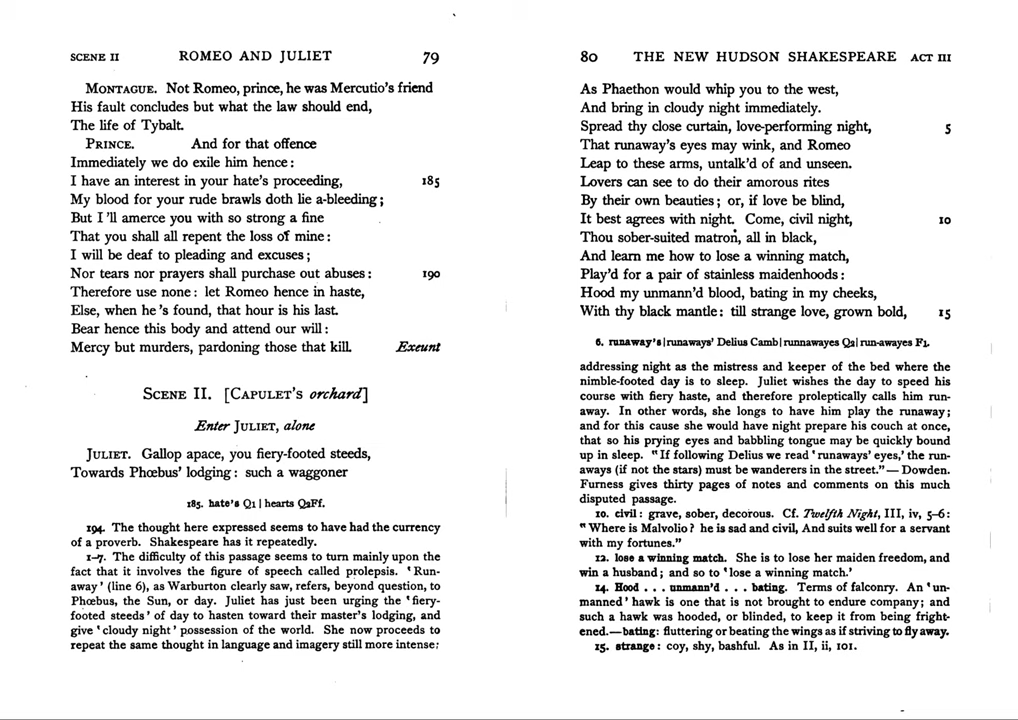 SCENE II ROMEO AND JULIET 79
MONTAGUE. Not Romeo, prince, he was Mercutio's friend
His fault concludes but what the law should end,
The life of Tybalt.
PRINCE. And for that offence
Immediately we do exile him hence:
I have an interest in your hate's proceeding, 185
My blood for your rude brawls doth lie a-bleeding;
But I 'll amerce you with so strong a fine
That you shall all repent the loss of mine:
I will be deaf to pleading and excuses;
Nor tears nor prayers shall purchase out abuses: 190
Therefore use none: let Romeo hence in haste,
Else, when he 's found, that hour is his last.
Bear hence this body and attend our will:
Mercy but murders, pardoning those that kill. Exeunt
SCENE II. [CAPULET'S orchard]
Enter JULIET, alone
JULIET. Gallop apace, you fiery-footed steeds,
Towards Phœbus' lodging: such a waggoner
185. hate's Q1 | hearts Q2Ff.
194. The thought here expressed seems to have had the currency
of a proverb. Shakespeare has it repeatedly.
1–7. The difficulty of this passage seems to turn mainly upon the
fact that it involves the figure of speech called prolepsis. 'Run-
away' (line 6), as Warburton clearly saw, refers, beyond question, to
Phœbus, the Sun, or day. Juliet has just been urging the 'fiery-
footed steeds' of day to hasten toward their master's lodging, and
give 'cloudy night' possession of the world. She now proceeds to
repeat the same thought in language and imagery still more intense;
80 THE NEW HUDSON SHAKESPEARE ACT III
As Phaethon would whip you to the west,
And bring in cloudy night immediately.
Spread thy close curtain, love-performing night, 5
That runaway's eyes may wink, and Romeo
Leap to these arms, untalk'd of and unseen.
Lovers can see to do their amorous rites
By their own beauties; or, if love be blind,
It best agrees with night. Come, civil night, 10
Thou sober-suited matron, all in black,
And learn me how to lose a winning match,
Play'd for a pair of stainless maidenhoods:
Hood my unmann'd blood, bating in my cheeks,
With thy black mantle: till strange love, grown bold, 15
6. runaway's | runaways' Delius Camb | runnawayes Q2 | run-awayes F1.
addressing night as the mistress and keeper of the bed where the
nimble-footed day is to sleep. Juliet wishes the day to speed his
course with fiery haste, and therefore proleptically calls him run-
away. In other words, she longs to have him play the runaway;
and for this cause she would have night prepare his couch at once,
that so his prying eyes and babbling tongue may be quickly bound
up in sleep. "If following Delius we read 'runaways' eyes,' the run-
aways (if not the stars) must be wanderers in the street."—Dowden.
Furness gives thirty pages of notes and comments on this much
disputed passage.
10. civil: grave, sober, decorous. Cf. Twelfth Night, III, iv, 5–6:
"Where is Malvolio? he is sad and civil, And suits well for a servant
with my fortunes."
12. lose a winning match. She is to lose her maiden freedom, and
win a husband; and so to 'lose a winning match.'
14. Hood . . . unmann'd . . . bating. Terms of falconry. An 'un-
manned' hawk is one that is not brought to endure company; and
such a hawk was hooded, or blinded, to keep it from being fright-
ened.—bating: fluttering or beating the wings as if striving to fly away.
15. strange: coy, shy, bashful. As in II, ii, 101.